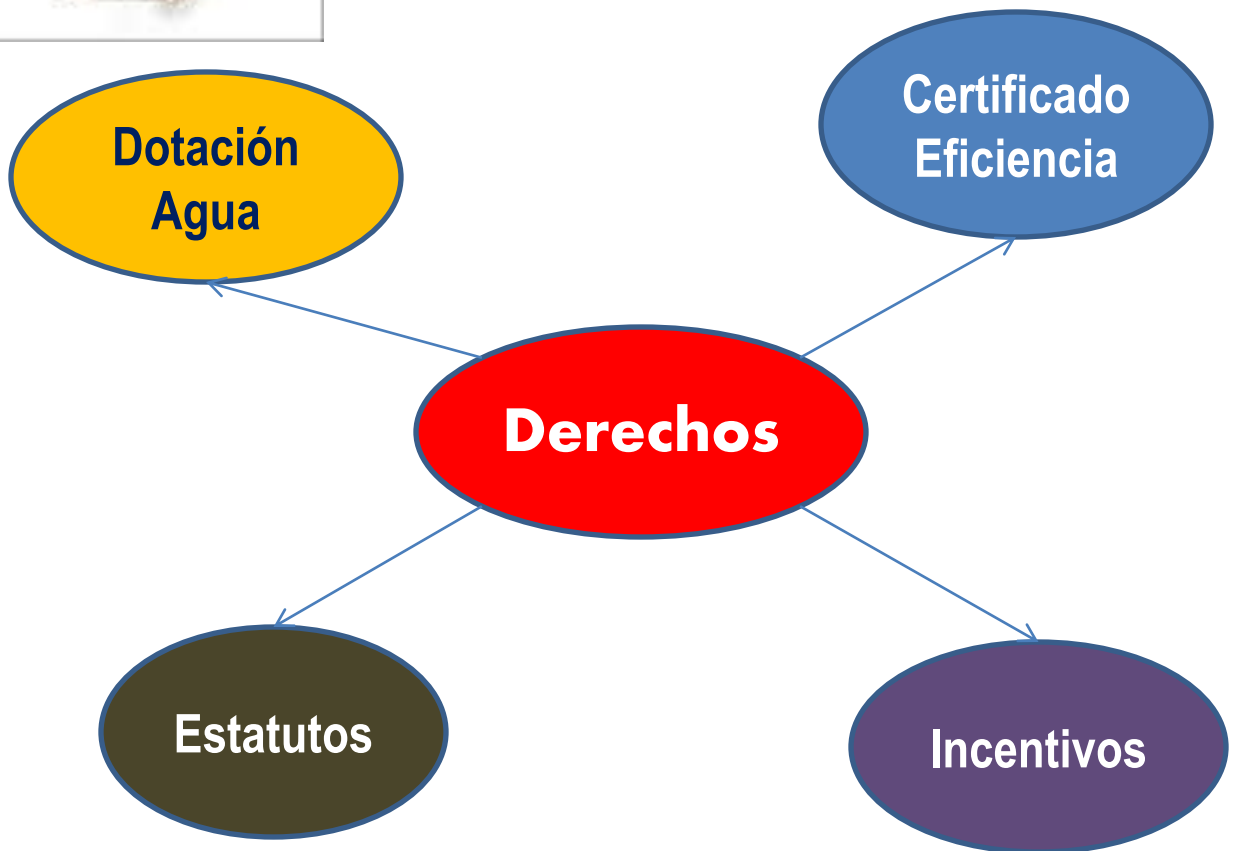 Certificado
Eficiencia
Dotación
Agua
Derechos
Estatutos
Incentivos